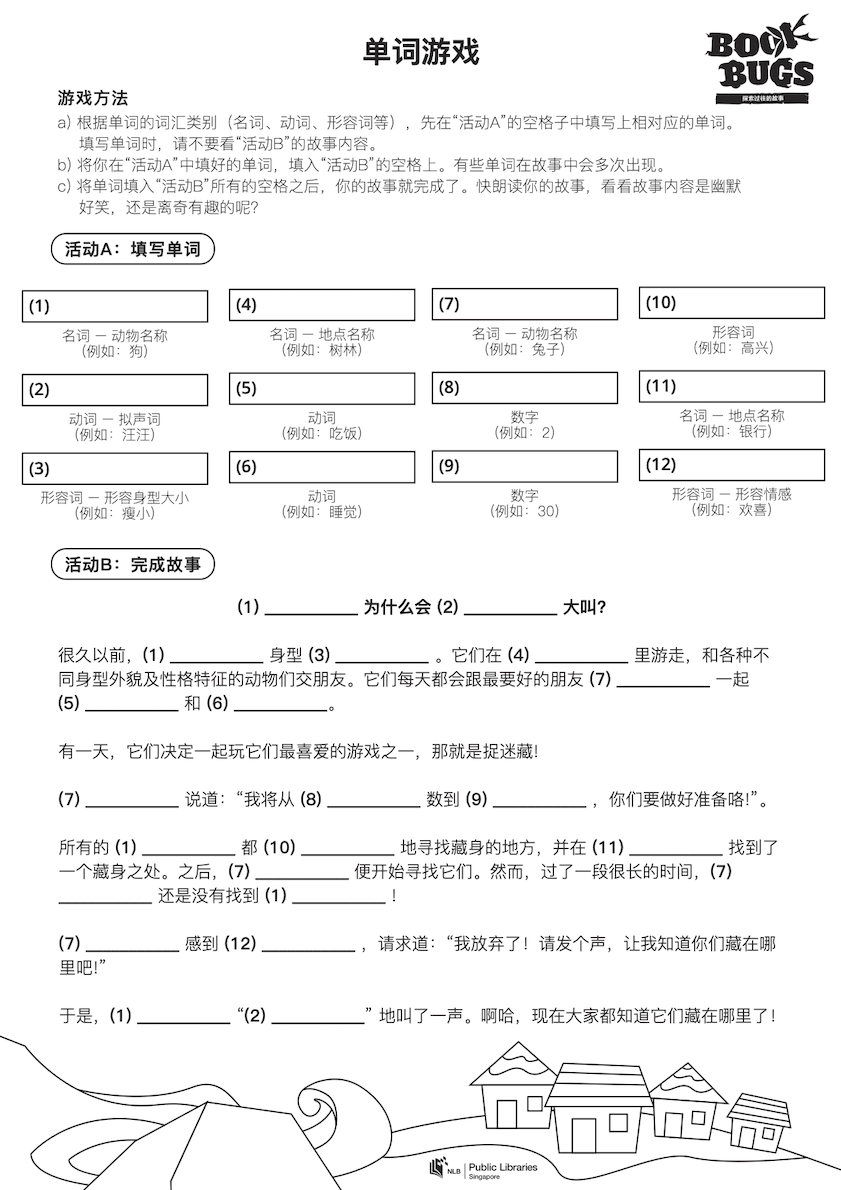 单词游戏
BOOK
BUGS
探索过往的故事
游戏方法
a) 根据单词的词汇类别（名词、动词、形容词等），先在“活动A”的空格子中填写上相对应的单词。
填写单词时，请不要看“活动B”的故事内容。
b) 将你在“活动A”中填好的单词，填入“活动B”的空格上。有些单词在故事中会多次出现。
c) 将单词填入“活动B”所有的空格之后，你的故事就完成了。快朗读你的故事，看看故事内容是幽默
好笑，还是离奇有趣的呢?
活动A：填写单词
(1)
名词 － 动物名称
(例如：狗)
(4)
名词 － 地点名称
(例如：树林)
(7)
名词 － 动物名称
(例如：兔子)
(10)
形容词
(例如：高兴)
(2)
动词 － 拟声词
(例如：汪汪)
(5)
动词
(例如：吃饭)
(8)
数字
(例如：2)
(11)
名词 － 地点名称
(例如：银行)
(3)
形容词 － 形容身型大小
(例如：瘦小)
(6)
动词
(例如：睡觉)
(9)
数字
(例如：30)
(12)
形容词 － 形容情感
(例如：欢喜)
活动B：完成故事
(1) __________ 为什么会 (2) __________ 大叫?
很久以前，(1) __________ 身型 (3) __________ 。它们在 (4) __________ 里游走，和各种不
同身型外貌及性格特征的动物们交朋友。它们每天都会跟最要好的朋友 (7) __________ 一起
(5) __________ 和 (6) __________。
有一天，它们决定一起玩它们最喜爱的游戏之一，那就是捉迷藏!
(7) __________ 说道：“我将从 (8) __________ 数到 (9) __________ ，你们要做好准备咯!”。
所有的 (1) __________ 都 (10) __________ 地寻找藏身的地方，并在 (11) __________ 找到了
一个藏身之处。之后，(7) __________ 便开始寻找它们。然而，过了一段很长的时间，(7)
__________ 还是没有找到 (1) __________ !
(7) __________ 感到 (12) __________ ，请求道：“我放弃了！请发个声，让我知道你们藏在哪
里吧!”
于是，(1) __________ “(2) __________” 地叫了一声。啊哈，现在大家都知道它们藏在哪里了！
NLB
Public Libraries
Singapore